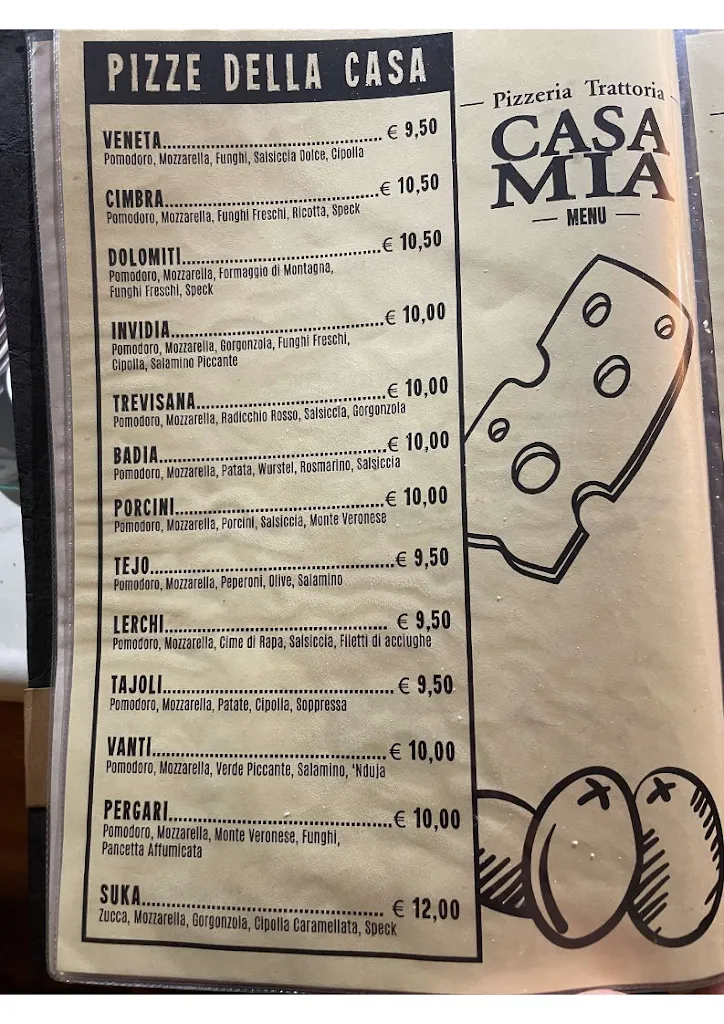 PIZZE DELLA CASA
VENETA........................................ € 9,50
Pomodoro, Mozzarella, Funghi, Salsiccia Dolce, Cipolla
CIMBRA.......................................€ 10,50
Pomodoro, Mozzarella, Funghi Freschi, Ricotta, Speck
DOLOMITI....................................€ 10,50
Pomodoro, Mozzarella, Formaggio di Montagna,
Funghi Freschi, Speck
INVIDIA.......................................€ 10,00
Pomodoro, Mozzarella, Gorgonzola, Funghi Freschi,
Cipolla, Salamino Piccante
TREVISANA..................................€ 10,00
Pomodoro, Mozzarella, Radicchio Rosso, Salsiccia, Gorgonzola
BADIA.........................................€ 10,00
Pomodoro, Mozzarella, Patata, Wurstel, Rosmarino, Salsiccia
PORCINI......................................€ 10,00
Pomodoro, Mozzarella, Porcini, Salsiccia, Monte Veronese
TEJO............................................€ 9,50
Pomodoro, Mozzarella, Peperoni, Olive, Salamino
LERCHI........................................ € 9,50
Pomodoro, Mozzarella, Cime di Rapa, Salsiccia, Filetti di acciughe
TAJOLI.........................................€ 9,50
Pomodoro, Mozzarella, Patate, Cipolla, Soppressa
VANTI..........................................€ 10,00
Pomodoro, Mozzarella, Verde Piccante, Salamino, 'Nduja
PERGARI.......................................€ 10,00
Pomodoro, Mozzarella, Monte Veronese, Funghi,
Pancetta Affumicata
SUKA........................................... € 12,00
Zucca, Mozzarella, Gorgonzola, Cipolla Caramellata, Speck
— Pizzeria Trattoria —
CASA
MIA
— MENU —